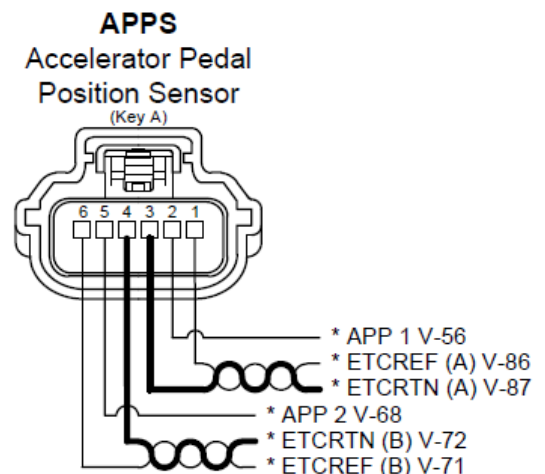 APPS
Accelerator Pedal
Position Sensor
(Key A)
6 5 4 3 2 1
* APP 1 V-56
* ETCREF (A) V-86
* ETCRTN (A) V-87
* APP 2 V-68
* ETCRTN (B) V-72
* ETCREF (B) V-71